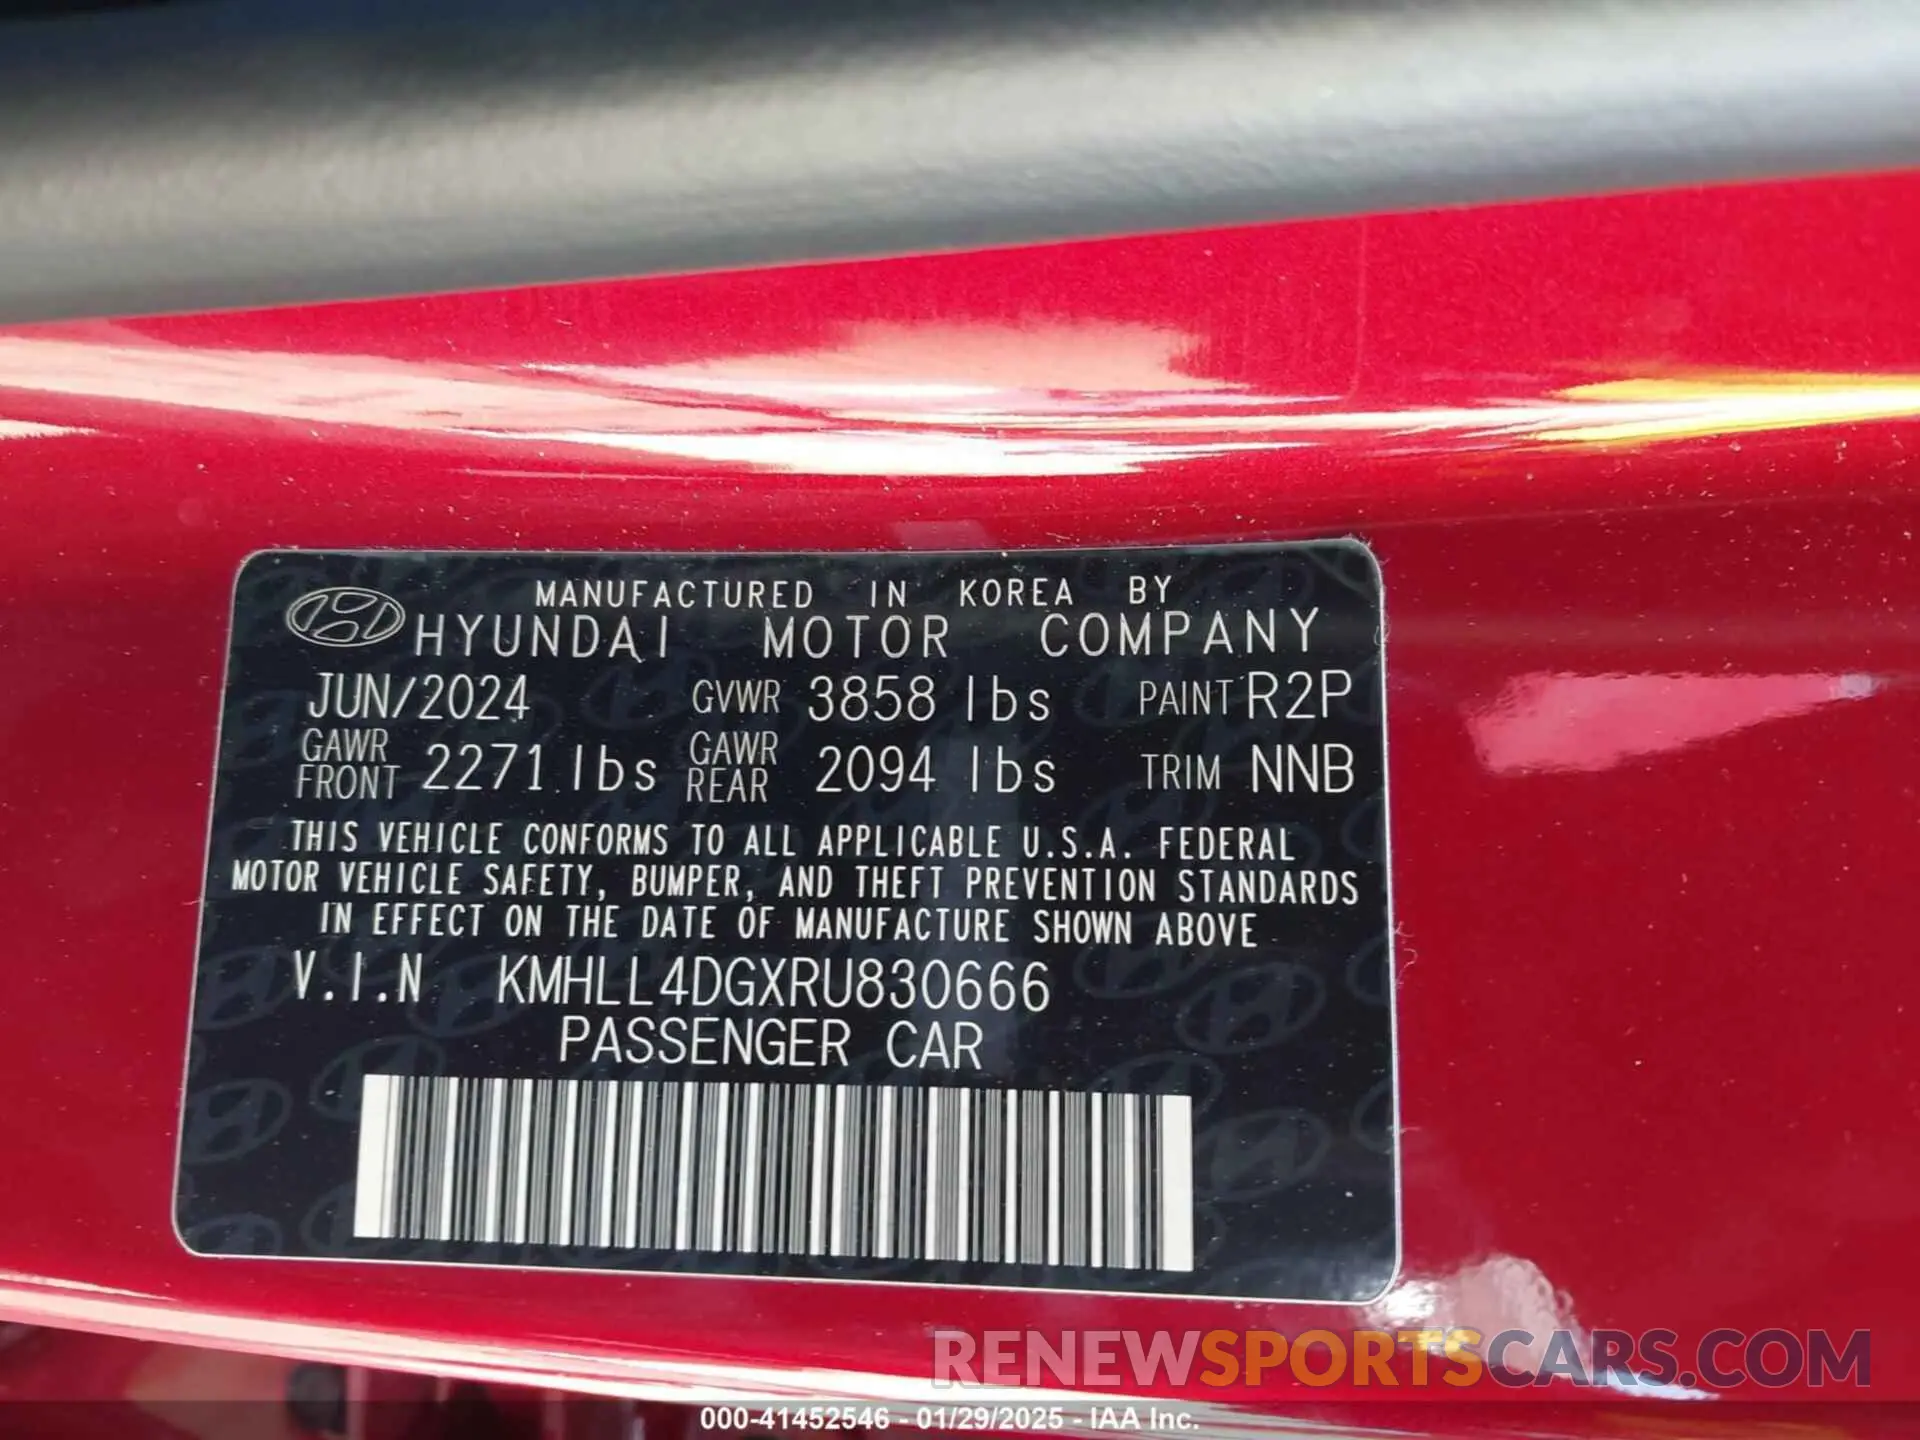 MANUFACTURED IN KOREA BY
HYUNDAI MOTOR COMPANY
JUN/2024 GVWR 3858 lbs PAINT R2P
GAWR FRONT 2271 lbs GAWR REAR 2094 lbs TRIM NNB
THIS VEHICLE CONFORMS TO ALL APPLICABLE U.S.A. FEDERAL
MOTOR VEHICLE SAFETY, BUMPER, AND THEFT PREVENTION STANDARDS
IN EFFECT ON THE DATE OF MANUFACTURE SHOWN ABOVE
V.I.N KMHLL4DGXRU830666
PASSENGER CAR
RENEWSPORTSCARS.COM
000-41452546 - 01/29/2025 - IAA Inc.